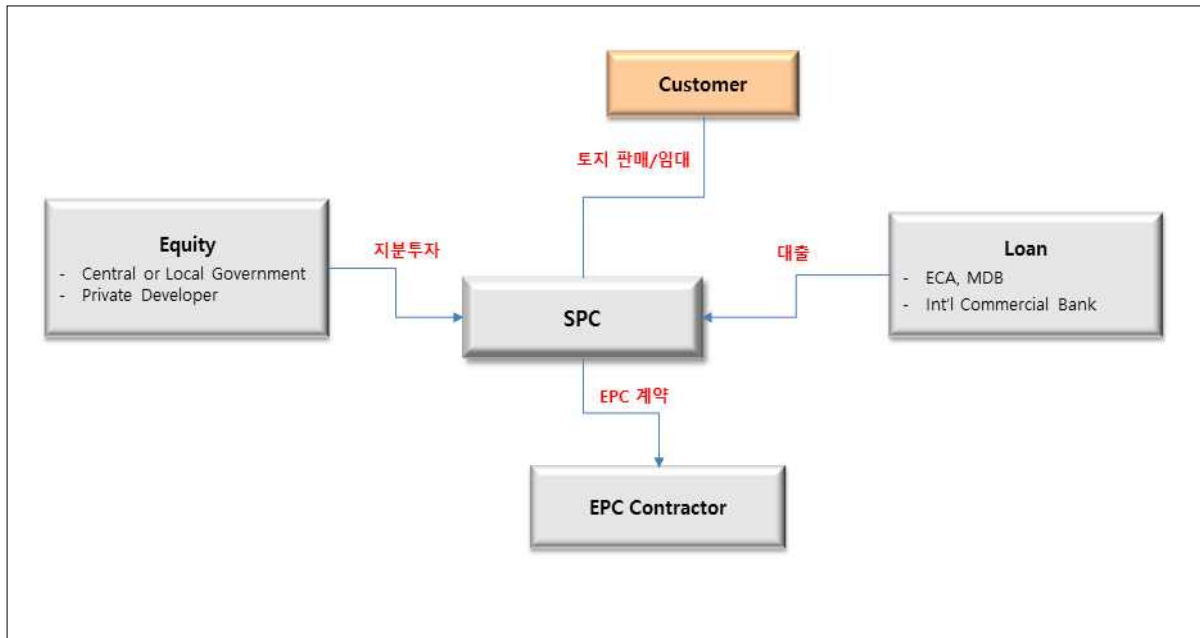 Customer
토지 판매/임대
Equity
- Central or Local Government
- Private Developer
지분투자
대출
Loan
- ECA, MDB
- Int'l Commercial Bank
SPC
EPC 계약
EPC Contractor